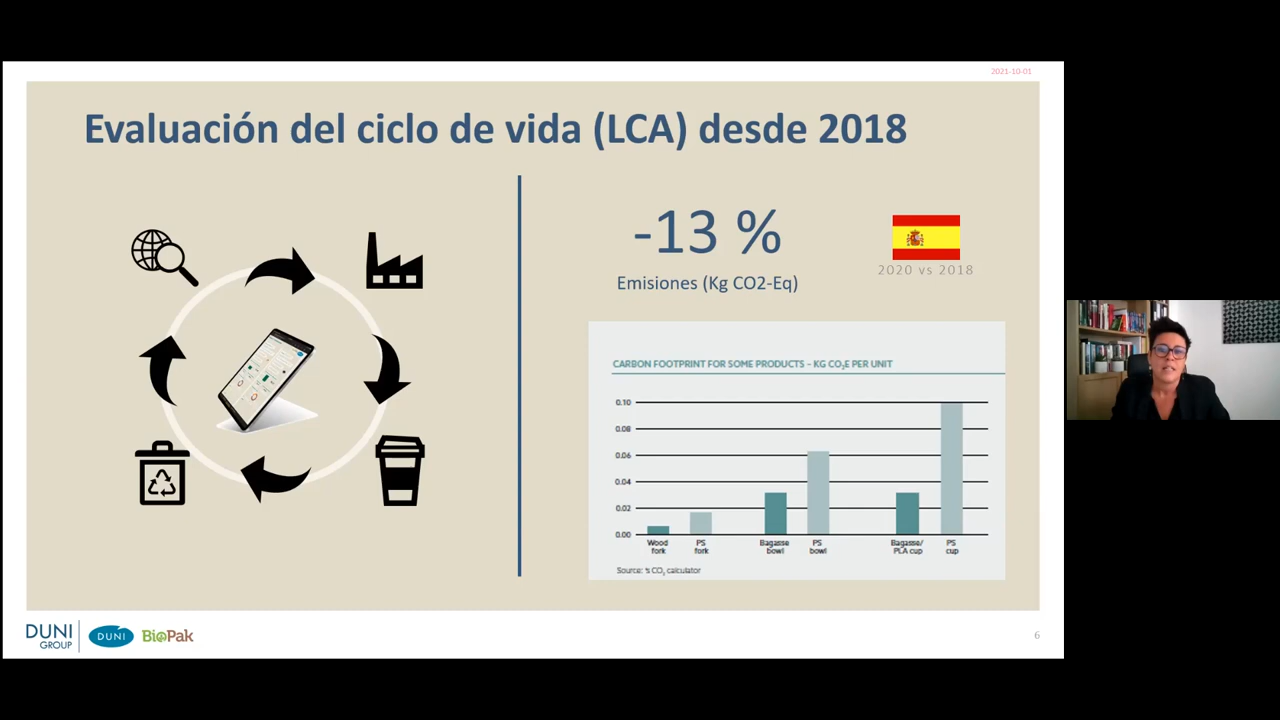 2021-10-01
Evaluación del ciclo de vida (LCA) desde 2018
-13 %
Emisiones (Kg CO2-Eq)
2020 vs 2018
CARBON FOOTPRINT FOR SOME PRODUCTS – KG CO₂E PER UNIT
0.10
0.08
0.06
0.04
0.02
0.00
Wood
fork
PS
fork
Bagasse
bowl
PS
bowl
Bagasse/
PLA cup
PS
cup
Source: CO₂ calculator
DUNI
GROUP
DUNI
BioPak
6